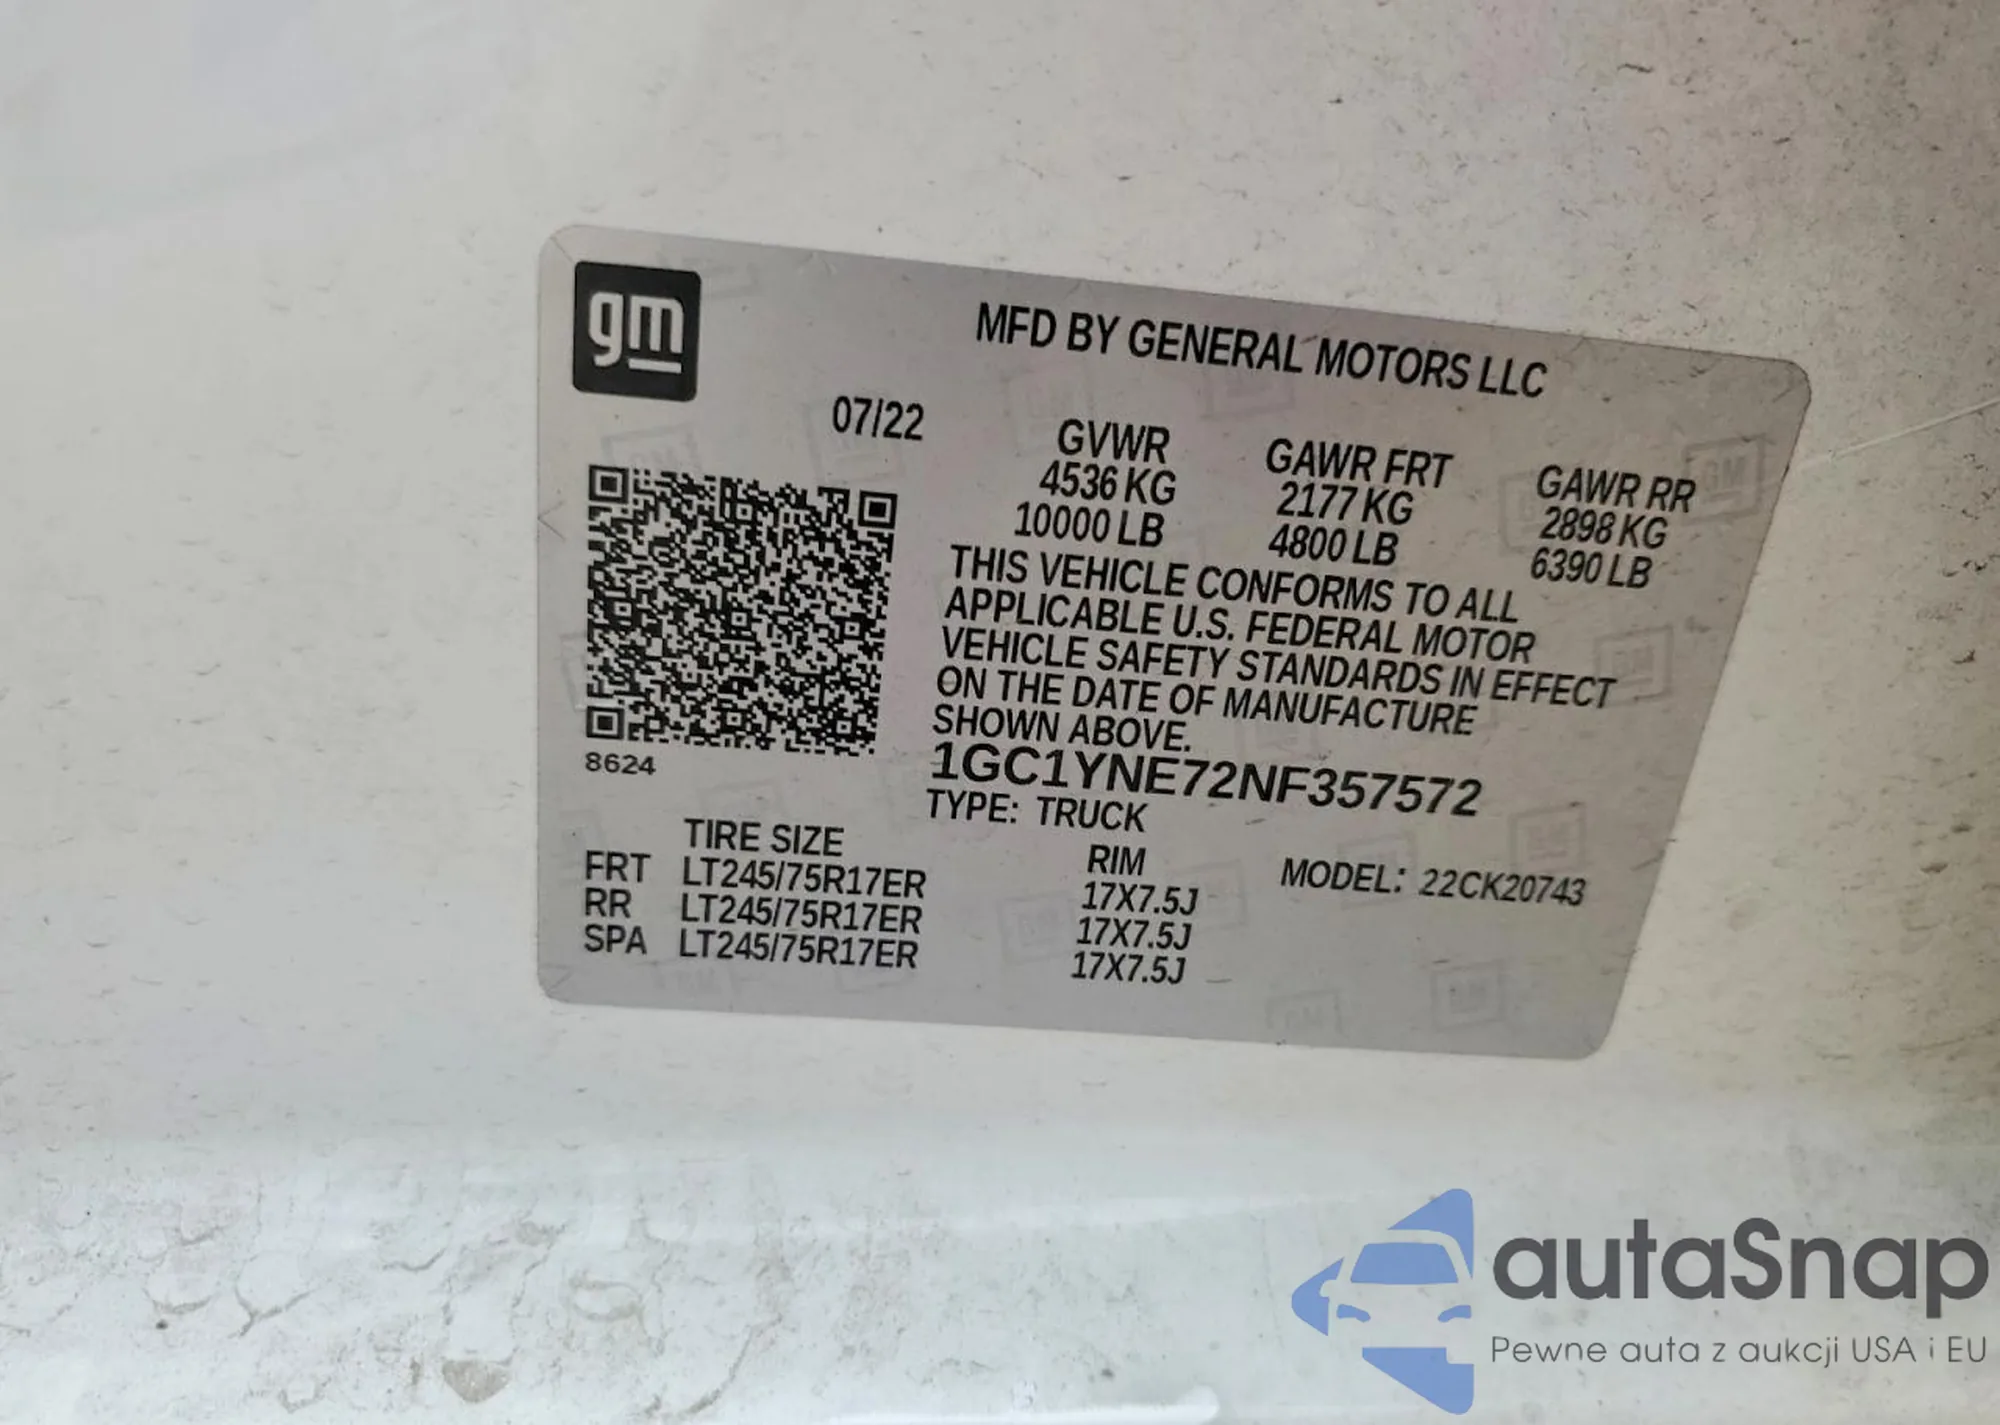 gm
MFD BY GENERAL MOTORS LLC
07/22
GVWR GAWR FRT GAWR RR
4536 KG 2177 KG 2898 KG
10000 LB 4800 LB 6390 LB
THIS VEHICLE CONFORMS TO ALL
APPLICABLE U.S. FEDERAL MOTOR
VEHICLE SAFETY STANDARDS IN EFFECT
ON THE DATE OF MANUFACTURE
SHOWN ABOVE.
8624
1GC1YNE72NF357572
TYPE: TRUCK
TIRE SIZE RIM MODEL: 22CK20743
FRT LT245/75R17ER 17X7.5J
RR LT245/75R17ER 17X7.5J
SPA LT245/75R17ER 17X7.5J
autaSnap
Pewne auta z aukcji USA i EU